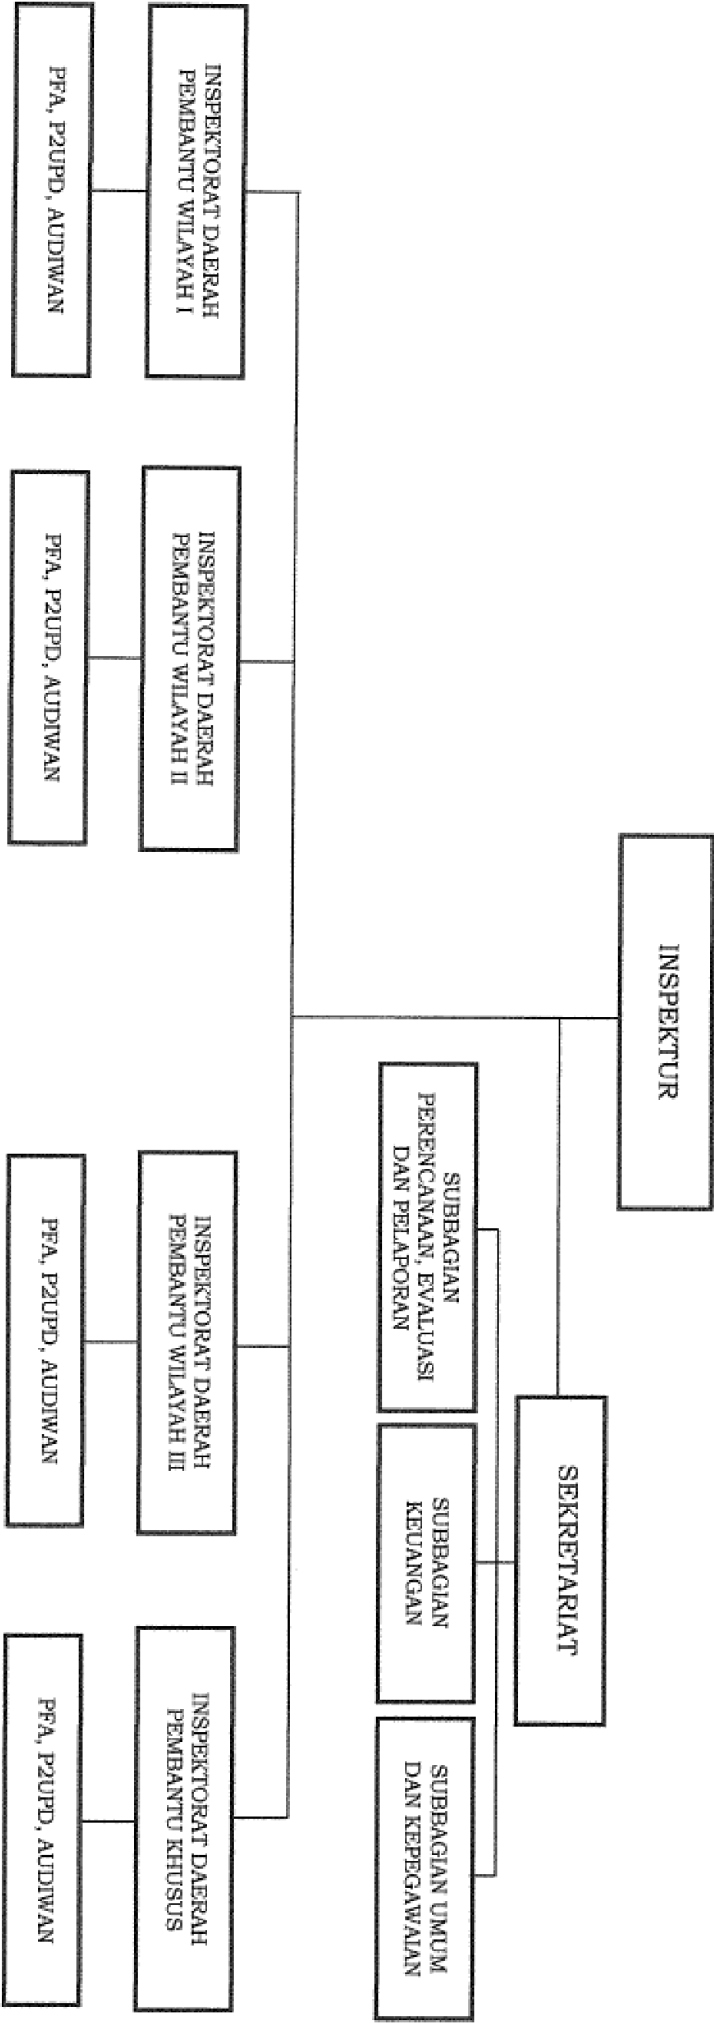 INSPEKTUR
SEKRETARIAT
SUBBAGIAN
PERENCANAAN, EVALUASI
DAN PELAPORAN
SUBBAGIAN
KEUANGAN
SUBBAGIAN UMUM
DAN KEPEGAWAIAN
INSPEKTORAT DAERAH
PEMBANTU WILAYAH I
INSPEKTORAT DAERAH
PEMBANTU WILAYAH II
INSPEKTORAT DAERAH
PEMBANTU WILAYAH III
INSPEKTORAT DAERAH
PEMBANTU KHUSUS
PFA, P2UPD, AUDIWAN
PFA, P2UPD, AUDIWAN
PFA, P2UPD, AUDIWAN
PFA, P2UPD, AUDIWAN